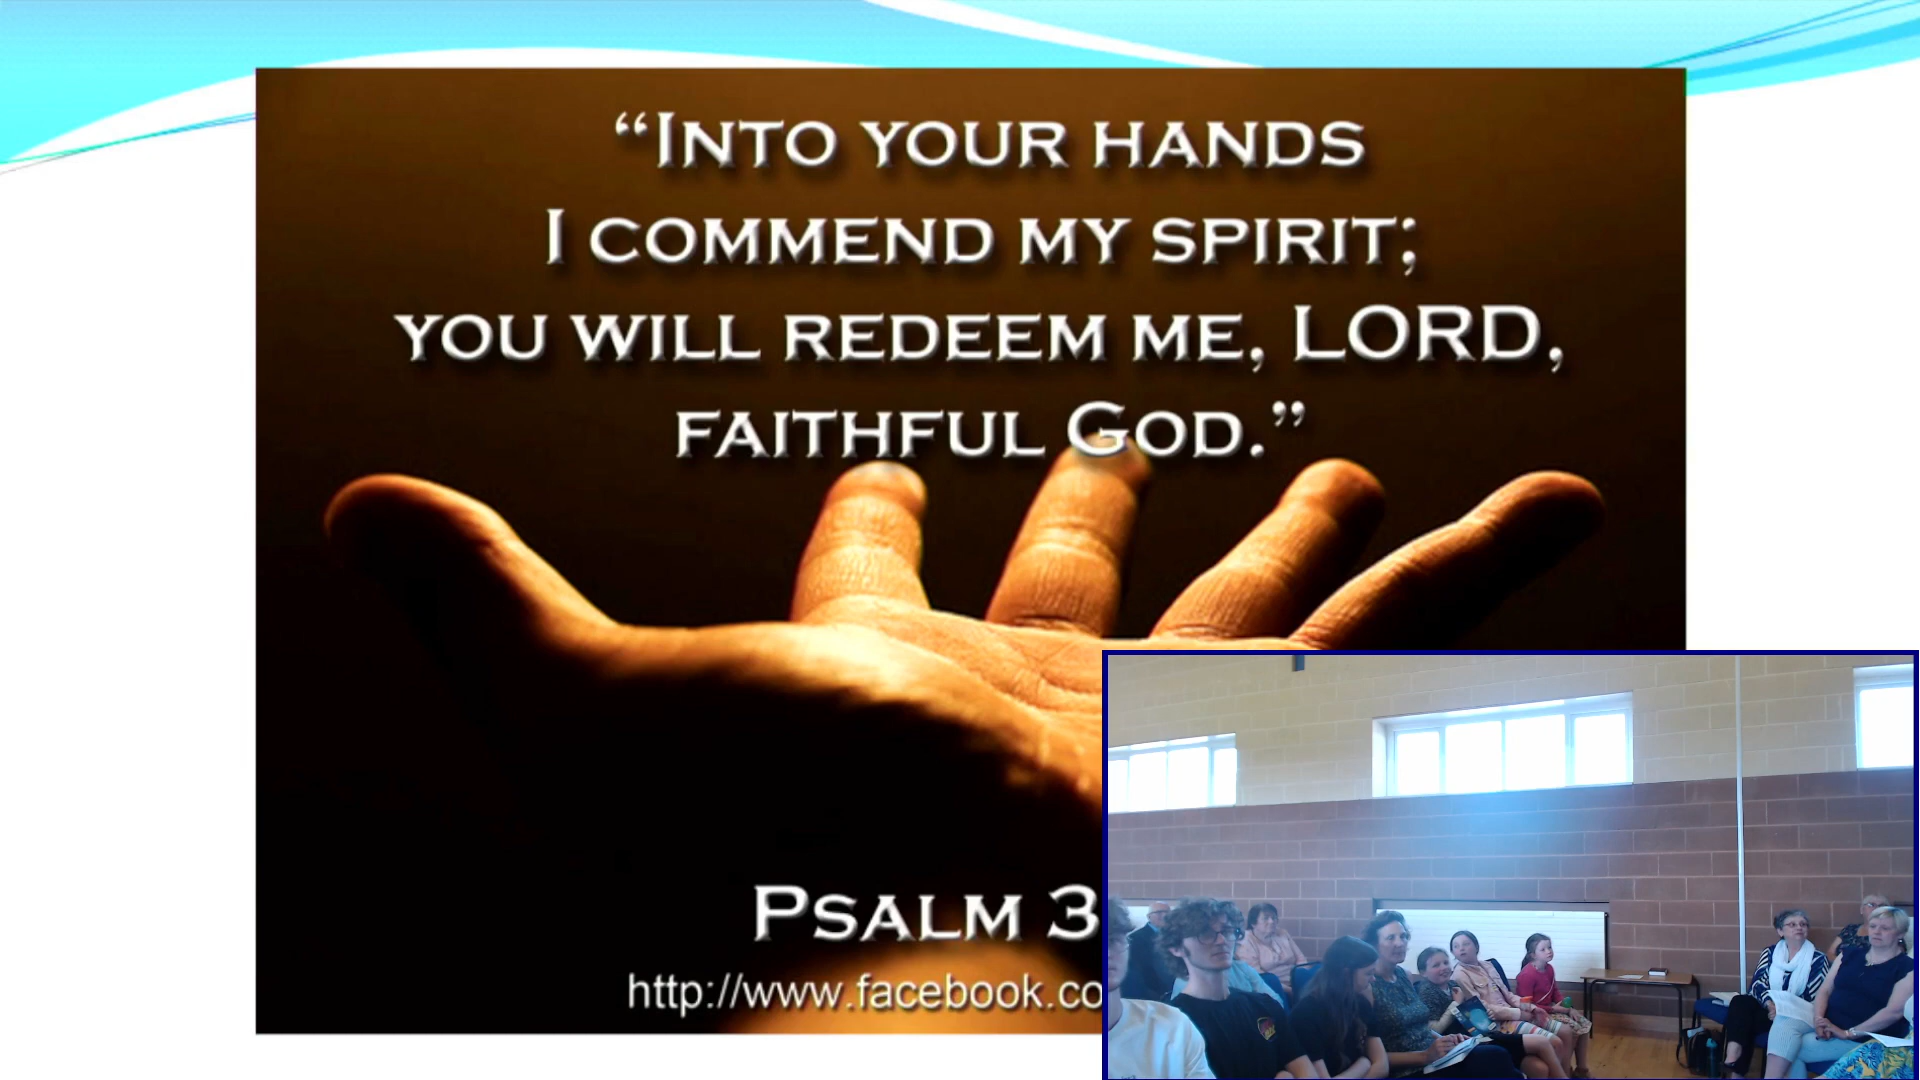 “Into your hands
I commend my spirit;
you will redeem me, LORD,
faithful God.”
Psalm 3
http://www.facebook.co